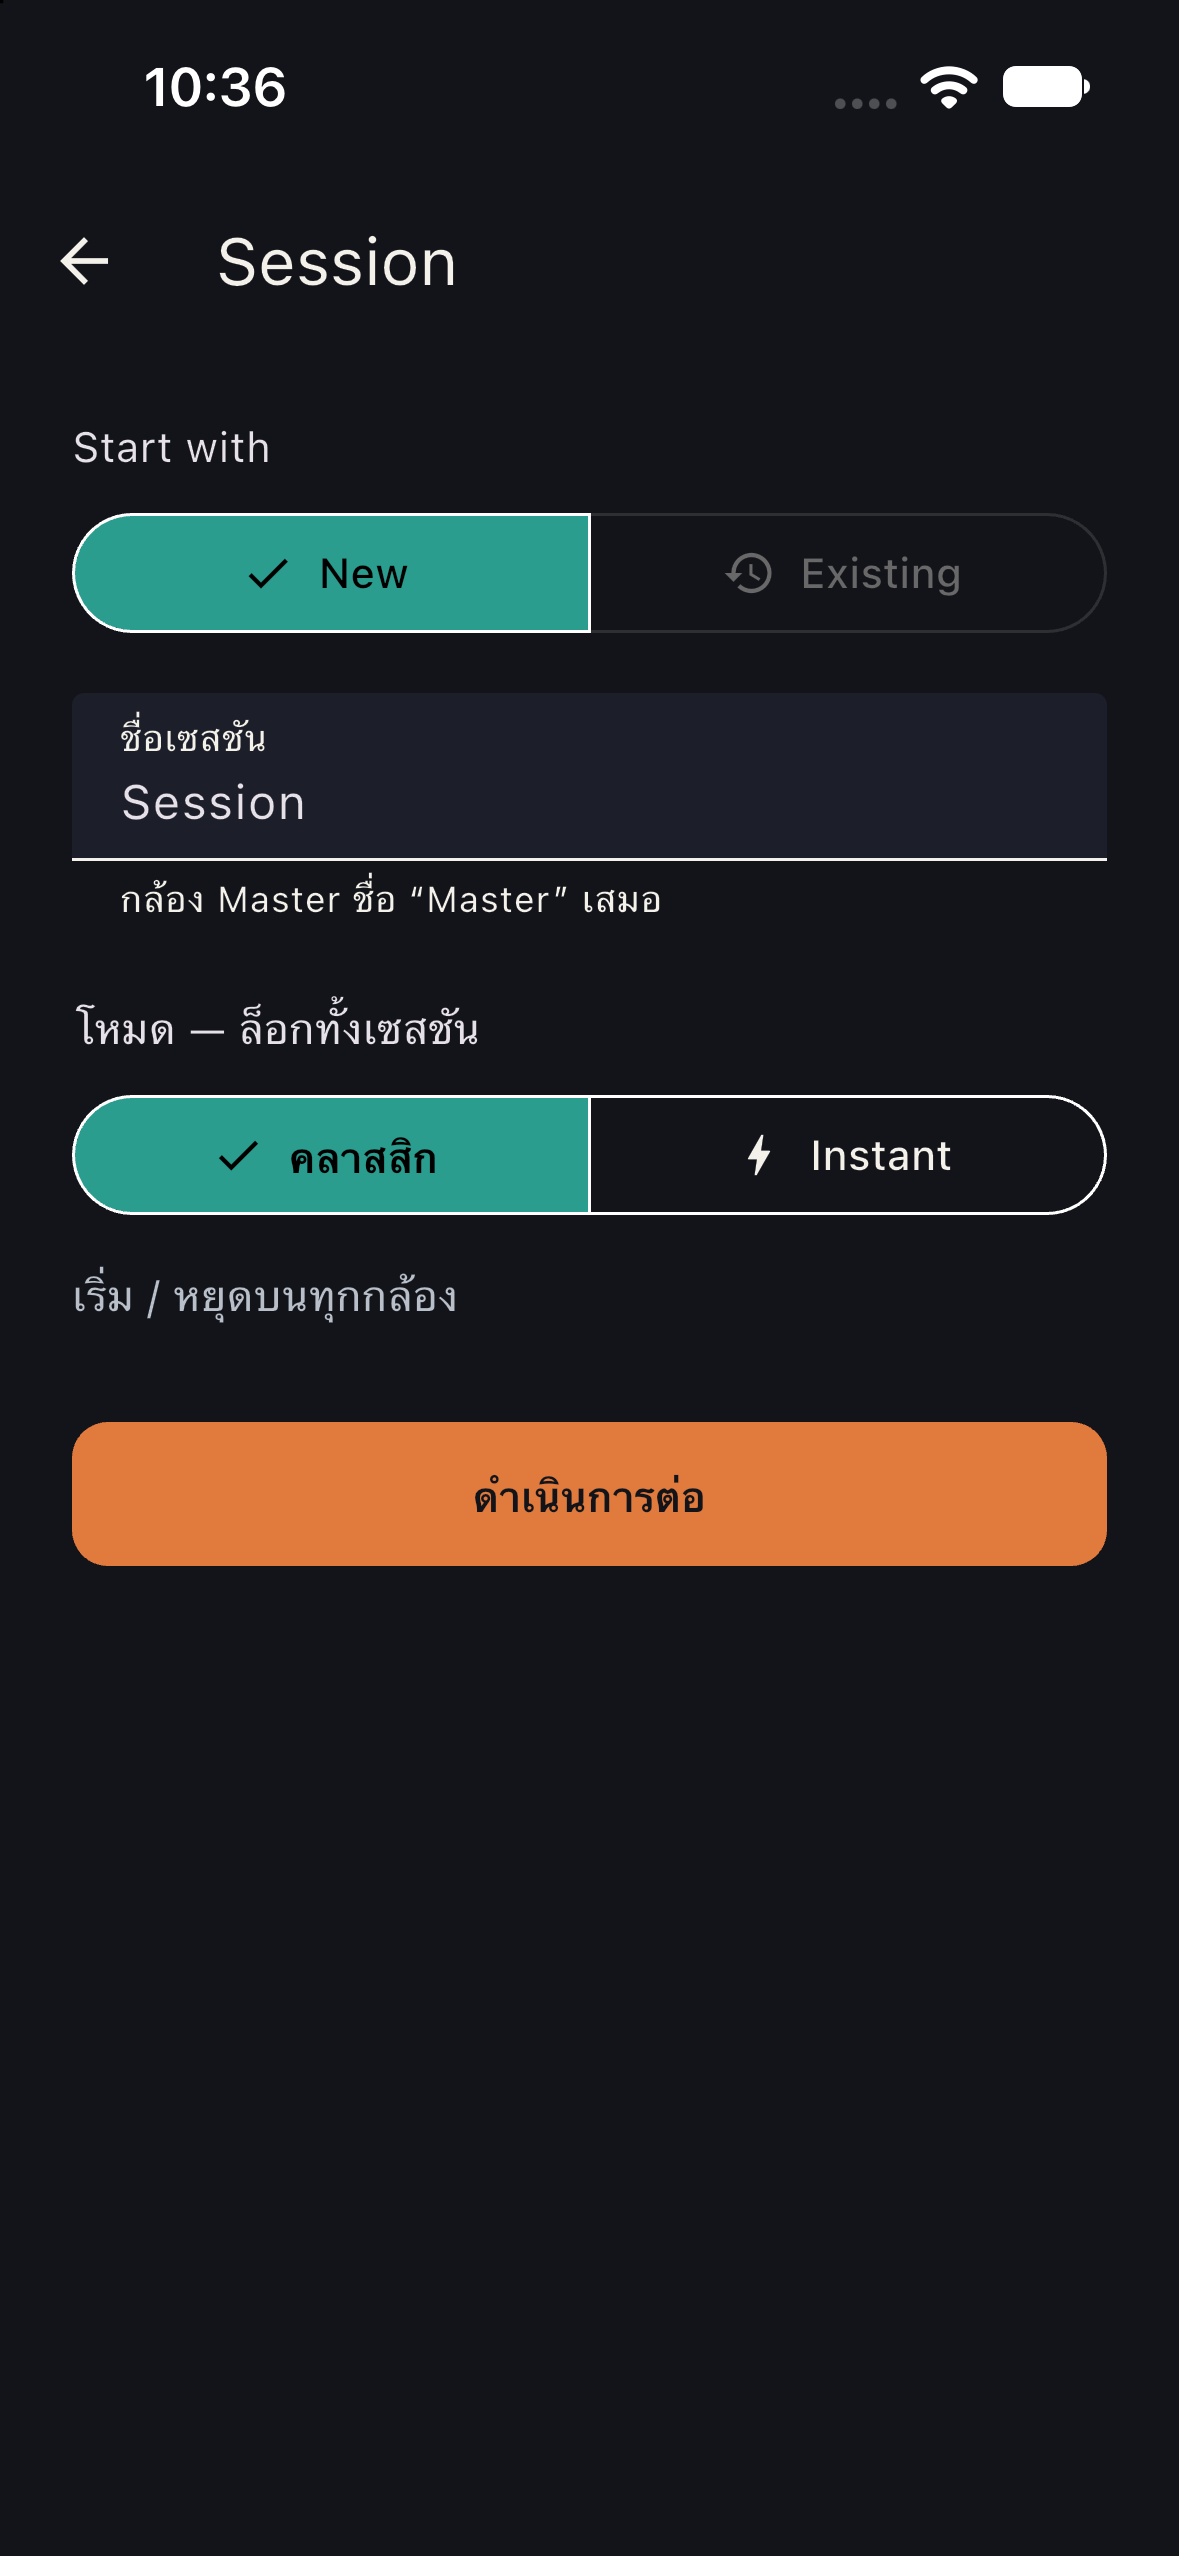 10:36
Session
Start with
New
Existing
ชื่อเซสชัน
Session
กล้อง Master ชื่อ “Master” เสมอ
โหมด — ล็อกทั้งเซสชัน
คลาสสิก
Instant
เริ่ม / หยุดบนทุกกล้อง
ดำเนินการต่อ